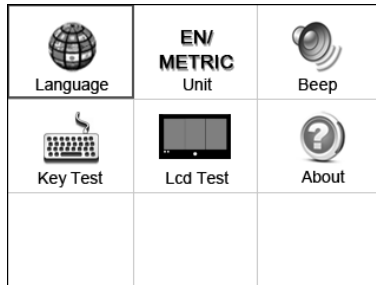 EN/
METRIC
Language
Unit
Beep
Key Test
Lcd Test
About